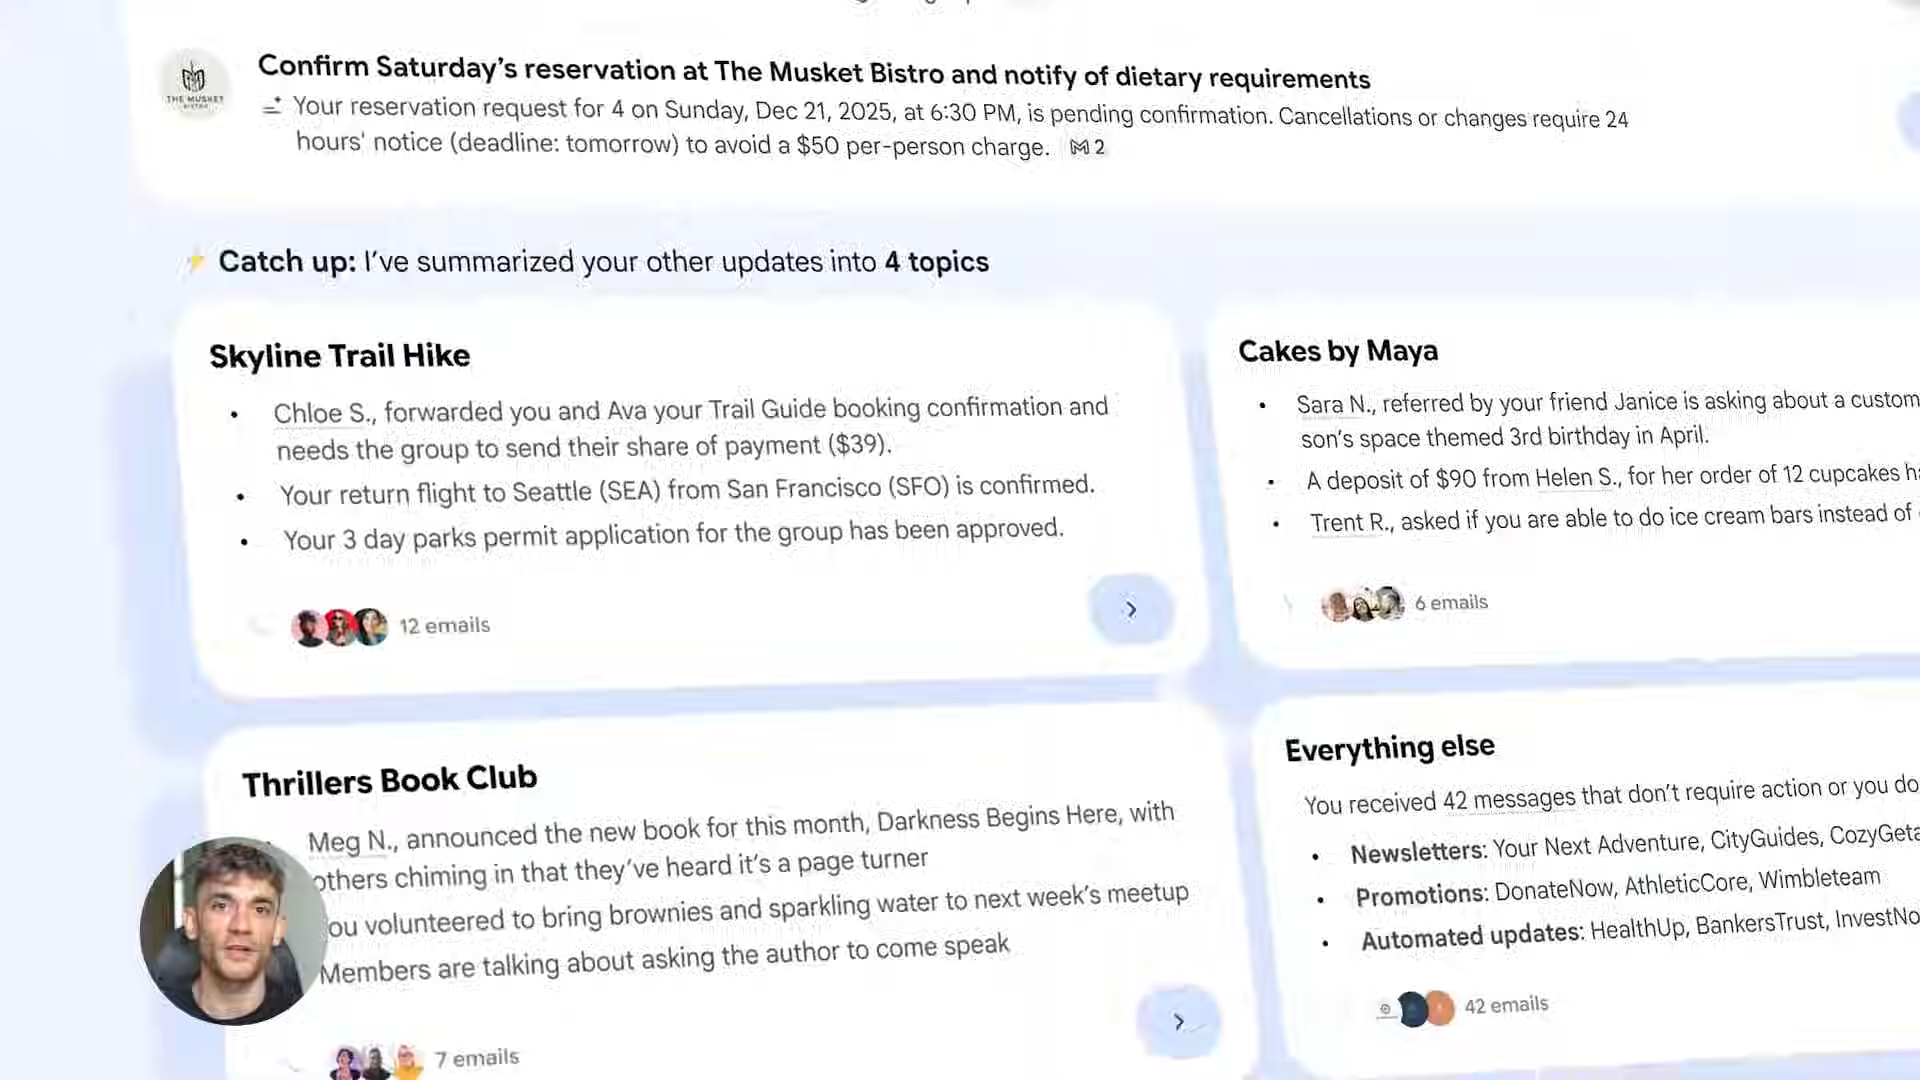 THE MUSKET
BISTRO
Confirm Saturday's reservation at The Musket Bistro and notify of dietary requirements
Your reservation request for 4 on Sunday, Dec 21, 2025, at 6:30 PM, is pending confirmation. Cancellations or changes require 24
hours' notice (deadline: tomorrow) to avoid a $50 per-person charge. 2
Catch up: I've summarized your other updates into 4 topics
Skyline Trail Hike
• Chloe S., forwarded you and Ava your Trail Guide booking confirmation and
needs the group to send their share of payment ($39).
• Your return flight to Seattle (SEA) from San Francisco (SFO) is confirmed.
• Your 3 day parks permit application for the group has been approved.
12 emails
Cakes by Maya
• Sara N., referred by your friend Janice is asking about a custom
son's space themed 3rd birthday in April.
• A deposit of $90 from Helen S., for her order of 12 cupcakes
• Trent R., asked if you are able to do ice cream bars instead of
6 emails
Thrillers Book Club
Meg N., announced the new book for this month, Darkness Begins Here, with
others chiming in that they've heard it's a page turner
ou volunteered to bring brownies and sparkling water to next week's meetup
Members are talking about asking the author to come speak
7 emails
Everything else
You received 42 messages that don't require action or you do
• Newsletters: Your Next Adventure, CityGuides, CozyGeta
• Promotions: DonateNow, AthleticCore, Wimbleteam
• Automated updates: HealthUp, BankersTrust, InvestNo
42 emails